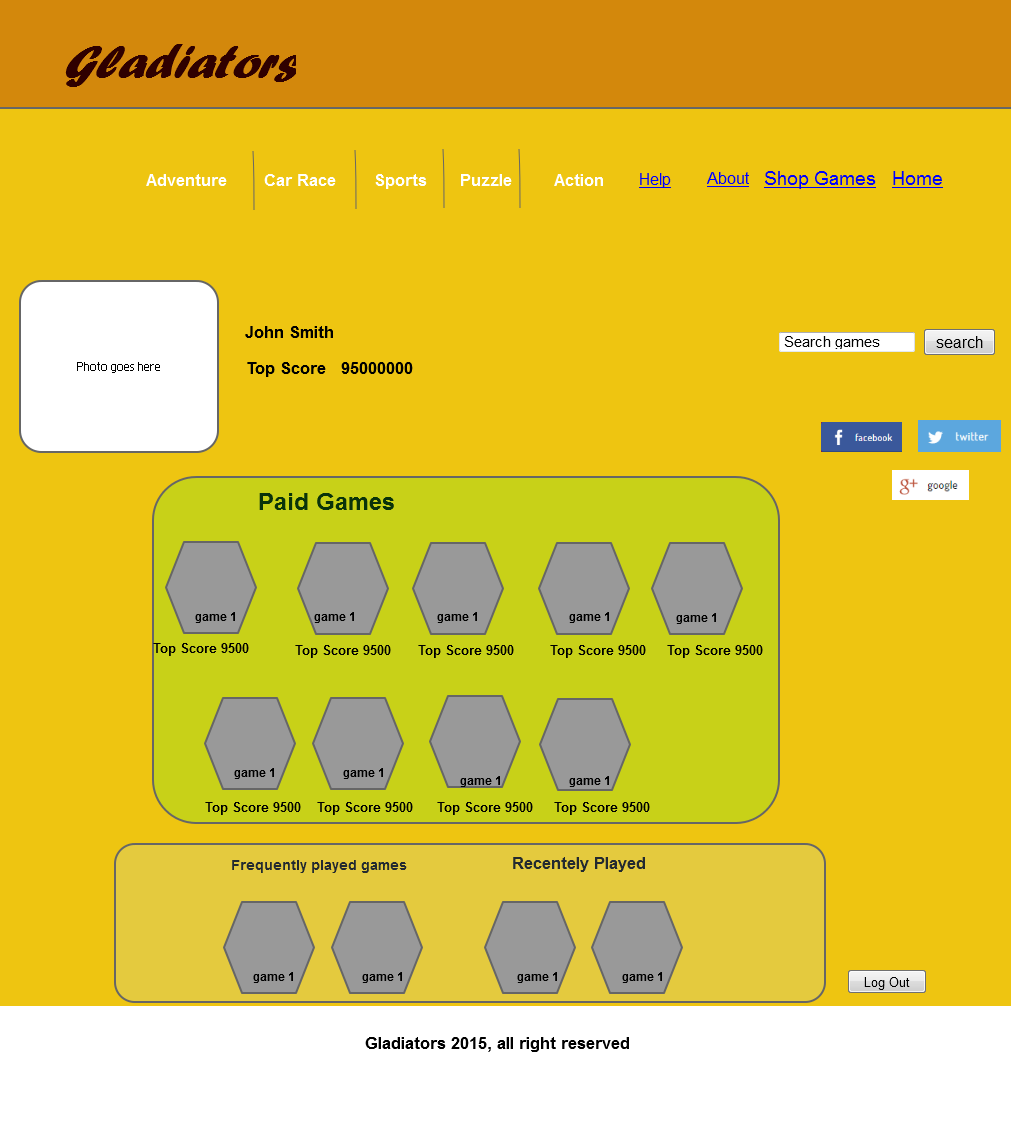 Gladiators
Adventure Car Race Sports Puzzle Action Help About Shop Games Home
Photo goes here
John Smith
Top Score 95000000
Search games search
facebook twitter
google
Paid Games
game 1 game 1 game 1 game 1 game 1
Top Score 9500 Top Score 9500 Top Score 9500 Top Score 9500 Top Score 9500
game 1 game 1 game 1 game 1
Top Score 9500 Top Score 9500 Top Score 9500 Top Score 9500
Frequently played games Recentely Played
game 1 game 1 game 1 game 1
Log Out
Gladiators 2015, all right reserved